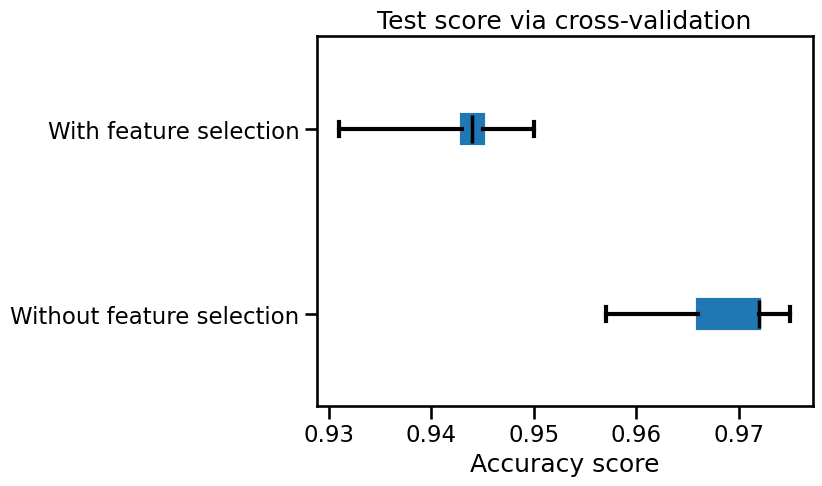 Test score via cross-validation
With feature selection
Without feature selection
0.93 0.94 0.95 0.96 0.97
Accuracy score